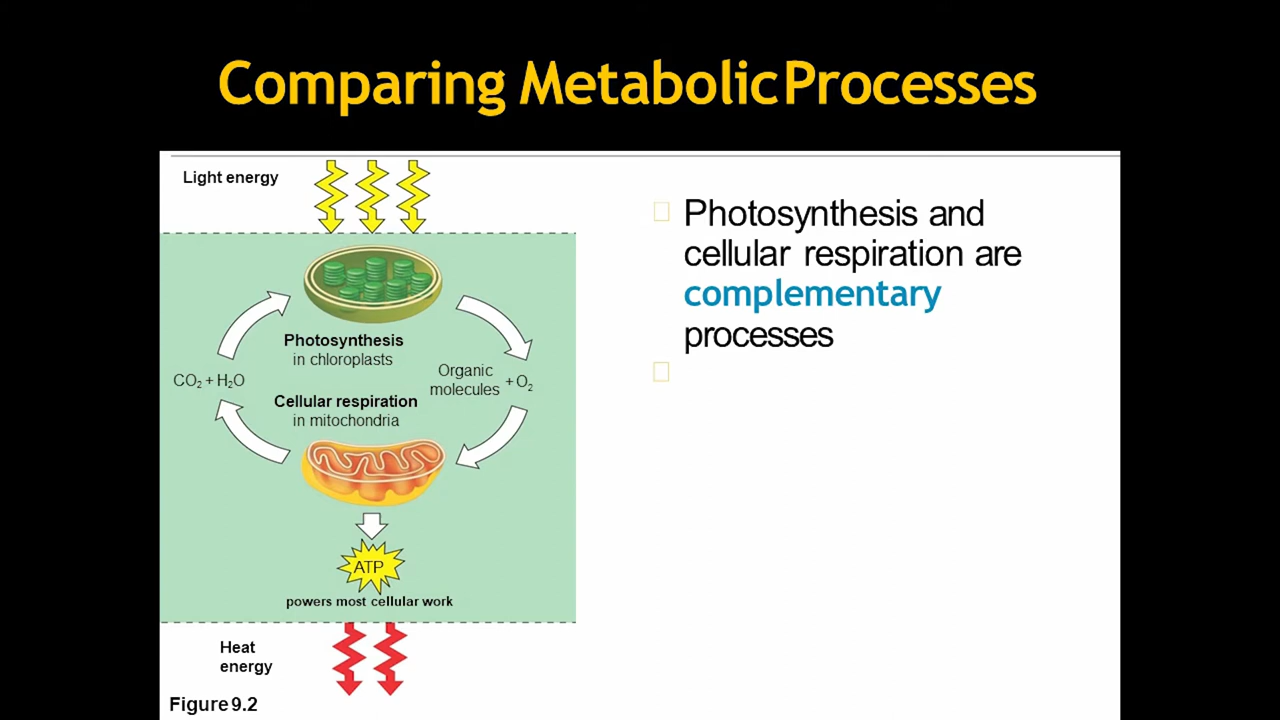 Comparing Metabolic Processes
Light energy
Photosynthesis
in chloroplasts
CO₂ + H₂O
Organic
molecules + O₂
Cellular respiration
in mitochondria
ATP
powers most cellular work
Heat
energy
Figure 9.2
Photosynthesis and
cellular respiration are
complementary
processes